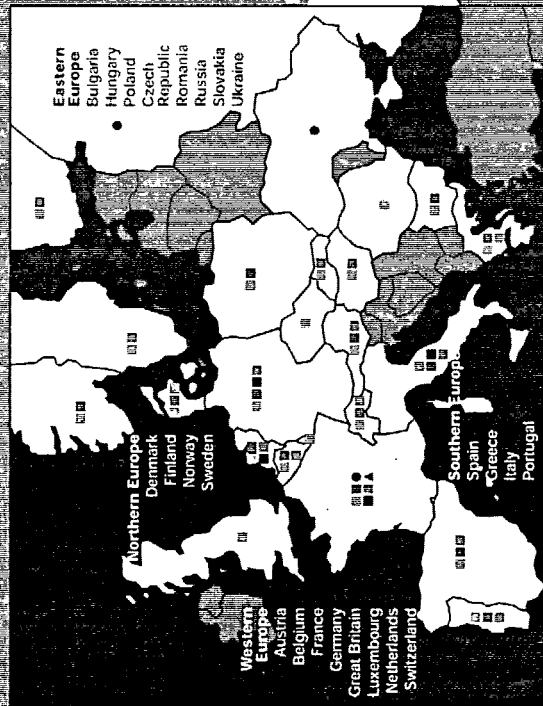 Eastern
Europe
Bulgaria
Hungary
Poland
Czech
Republic
Romania
Russia
Slovakia
Ukraine
Northern Europe
Denmark
Finland
Norway
Sweden
Western
Europe
Austria
Belgium
France
Germany
Great Britain
Luxembourg
Netherlands
Switzerland
Southern Europe
Spain
Greece
Italy
Portugal